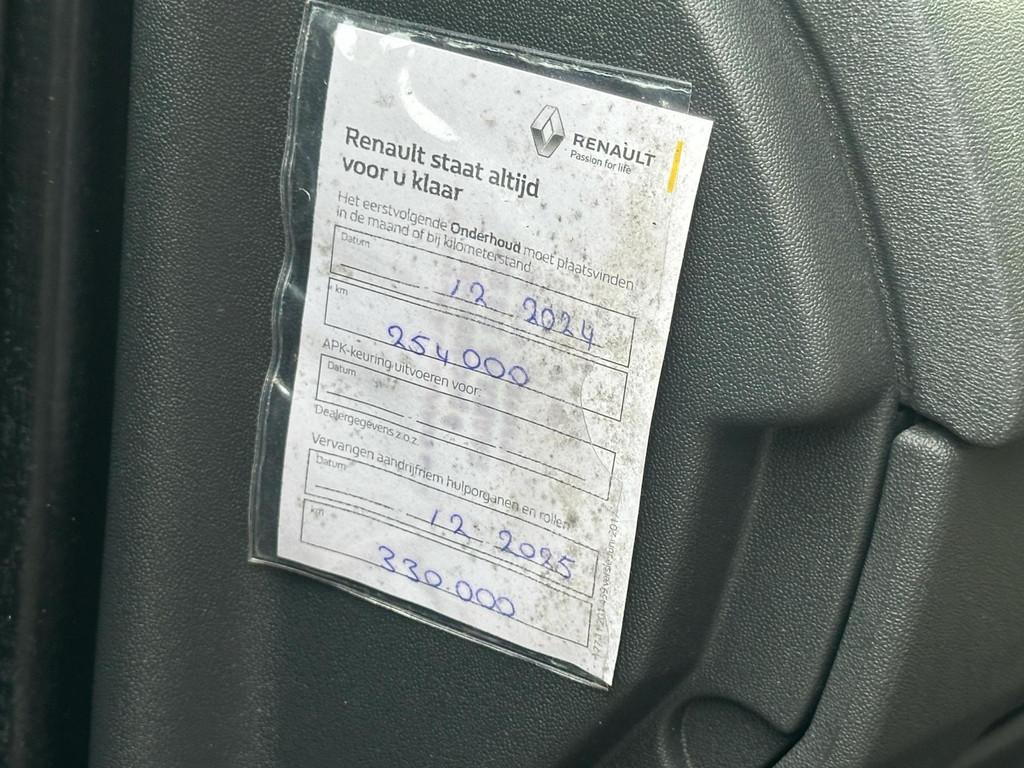 RENAULT
Passion for life
Renault staat altijd
voor u klaar
Het eerstvolgende Onderhoud moet plaatsvinden
in de maand of bij kilometerstand:
Datum
12 2024
km
254.000
APK-keuring uitvoeren voor:
Datum
Dealergegevens z.o.z.
Vervangen aandrijfriem hulporganen en rollen
Datum
12 2025
km
330.000